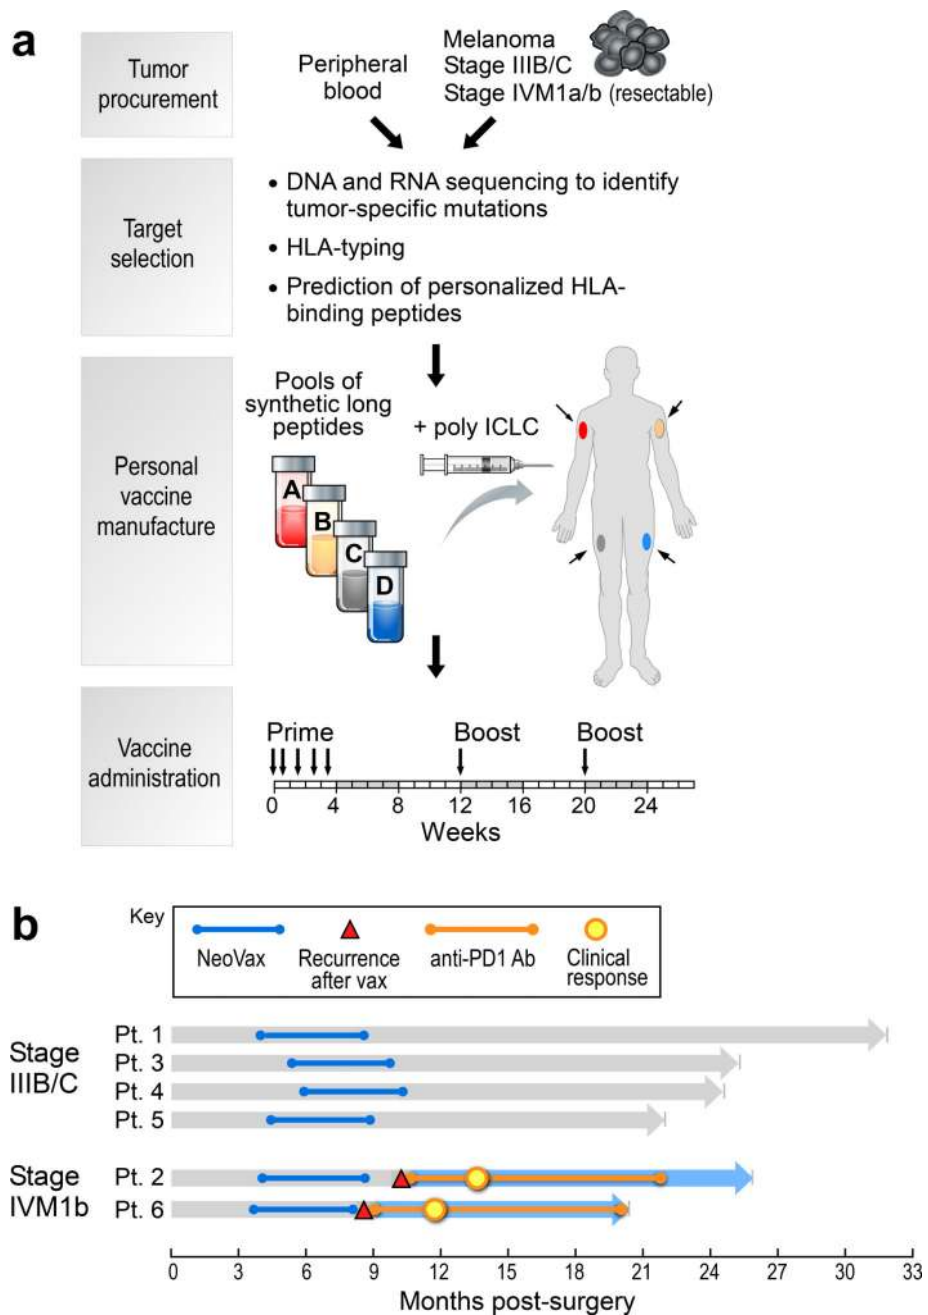 a
Tumor
procurement
Peripheral
blood
Melanoma
Stage IIIB/C
Stage IVM1a/b (resectable)
Target
selection
• DNA and RNA sequencing to identify
tumor-specific mutations
• HLA-typing
• Prediction of personalized HLA-
binding peptides
Personal
vaccine
manufacture
Pools of
synthetic long
peptides
+ poly ICLC
A
B
C
D
Vaccine
administration
Prime
Boost
Boost
0 4 8 12 16 20 24
Weeks
b
Key
NeoVax
Recurrence
after vax
anti-PD1 Ab
Clinical
response
Stage
IIIB/C
Pt. 1
Pt. 3
Pt. 4
Pt. 5
Stage
IVM1b
Pt. 2
Pt. 6
0 3 6 9 12 15 18 21 24 27 30 33
Months post-surgery